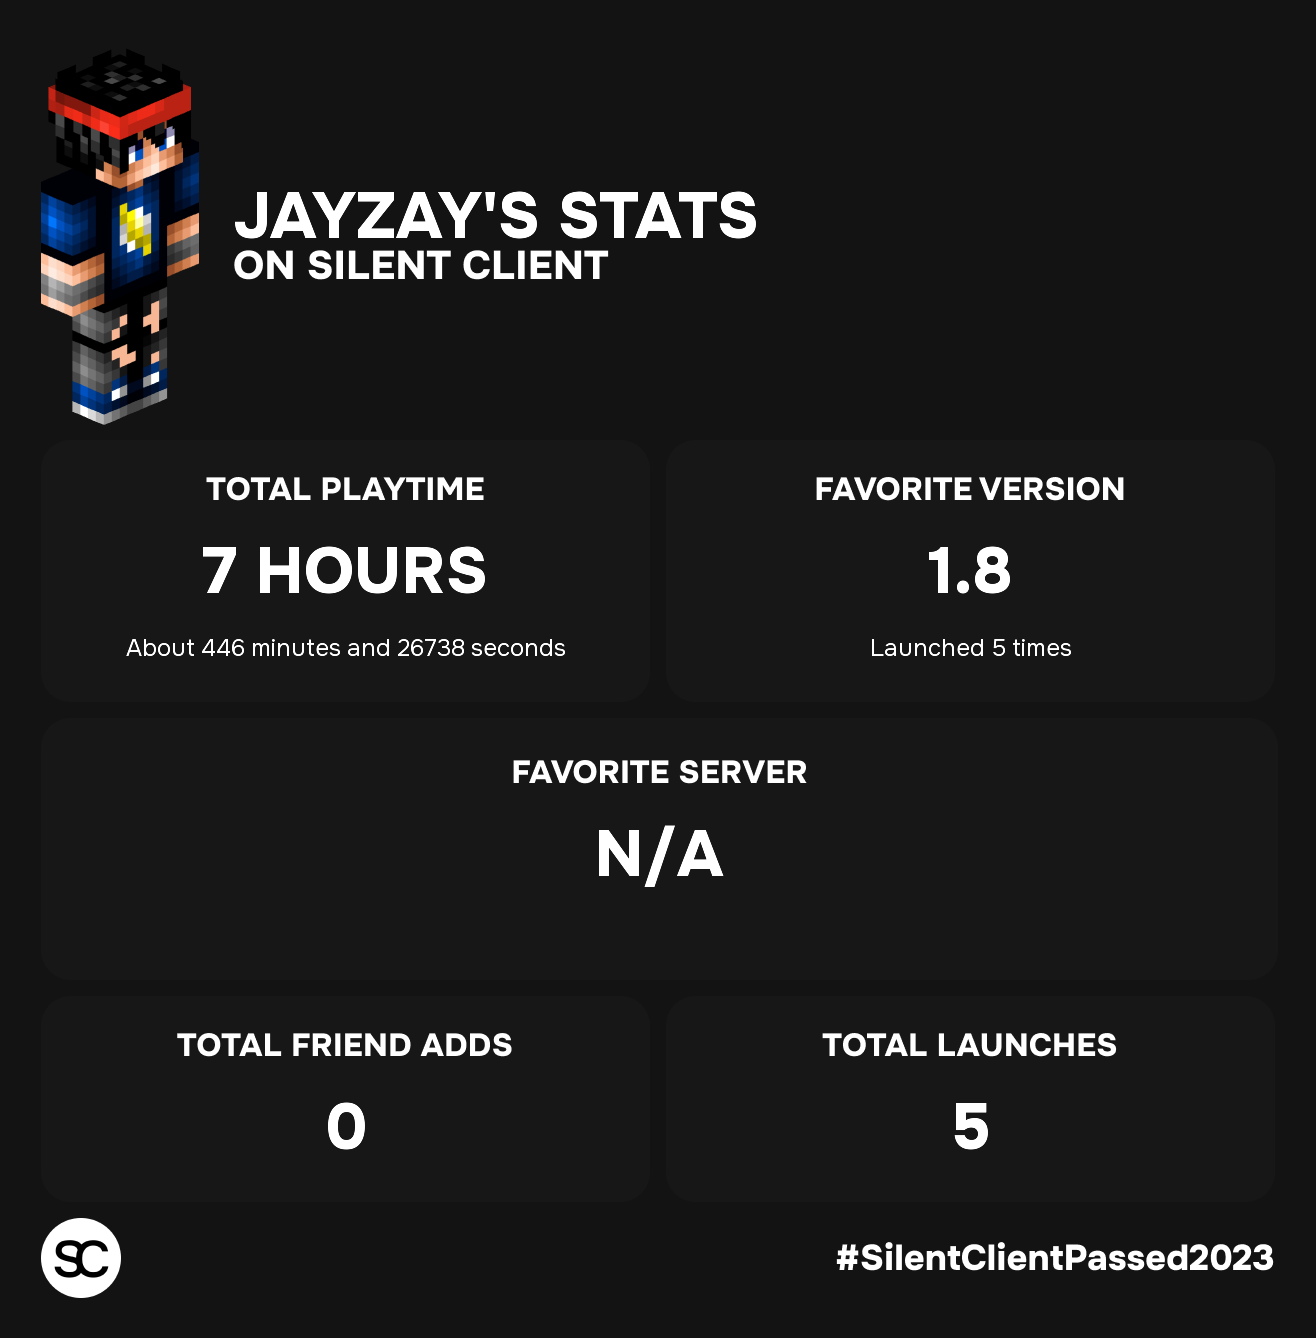 JAYZAY'S STATS
ON SILENT CLIENT
TOTAL PLAYTIME
7 HOURS
About 446 minutes and 26738 seconds
FAVORITE VERSION
1.8
Launched 5 times
FAVORITE SERVER
N/A
TOTAL FRIEND ADDS
0
TOTAL LAUNCHES
5
SC
#SilentClientPassed2023